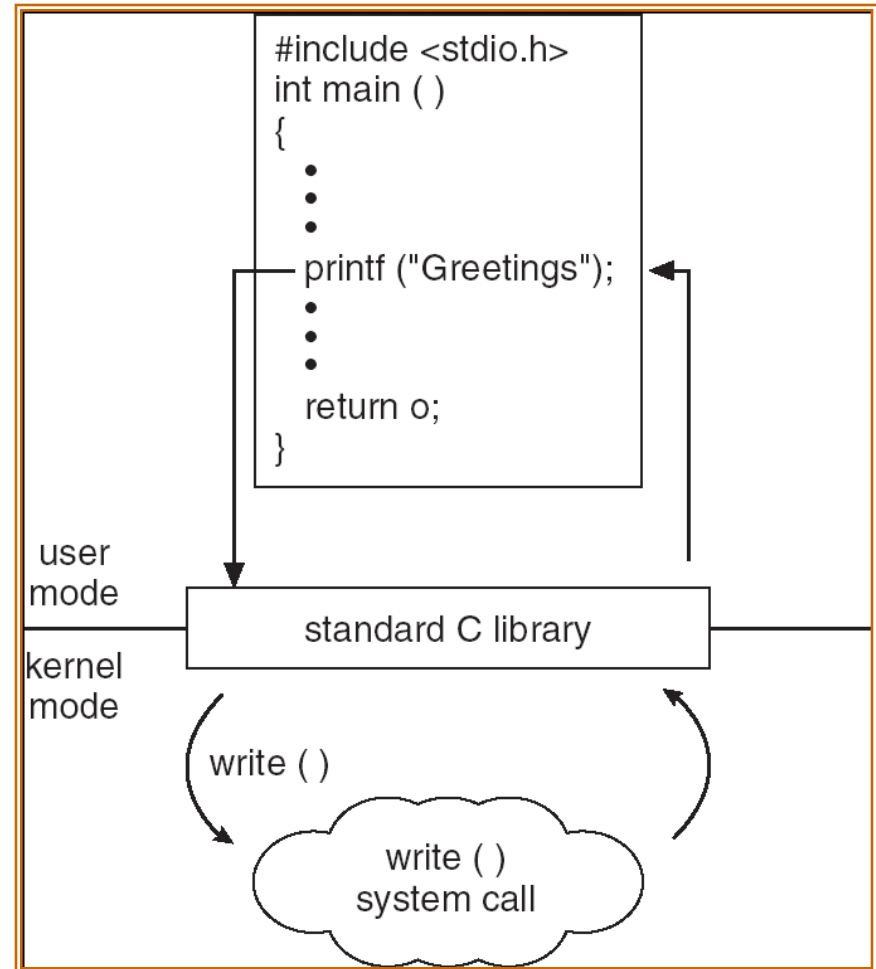 #include <stdio.h>
int main ( )
{
•
•
•
printf ("Greetings");
•
•
•
return o;
}
user
mode
standard C library
kernel
mode
write ( )
write ( )
system call